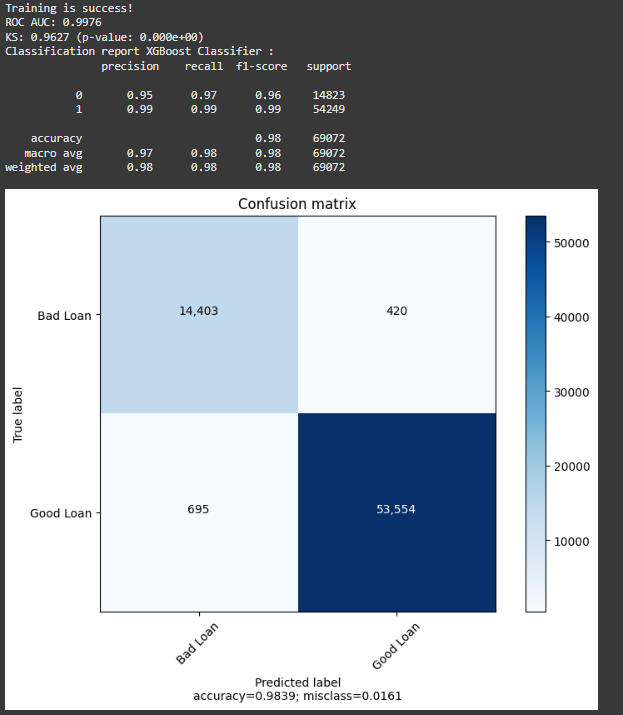 Training is success!
ROC AUC: 0.9976
KS: 0.9627 (p-value: 0.000e+00)
Classification report XGBoost Classifier :
precision recall f1-score support
0 0.95 0.97 0.96 14823
1 0.99 0.99 0.99 54249
accuracy 0.98 69072
macro avg 0.97 0.98 0.98 69072
weighted avg 0.98 0.98 0.98 69072
Confusion matrix
50000
40000
30000
20000
10000
True label
Bad Loan
14,403 420
Good Loan
695 53,554
Bad Loan
Good Loan
Predicted label
accuracy=0.9839; misclass=0.0161